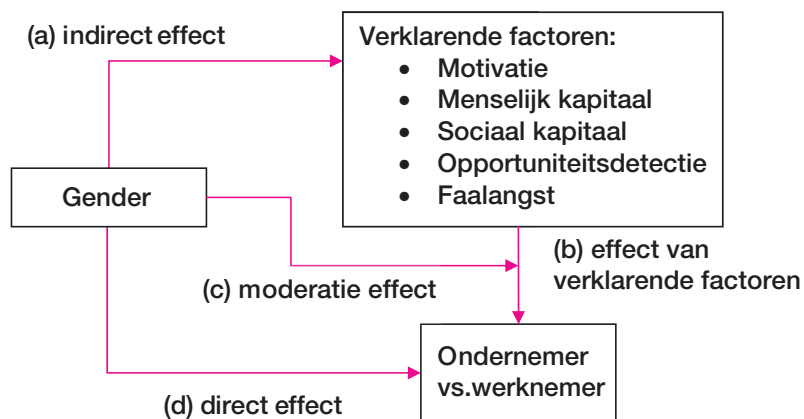 (a) indirect effect
Verklarende factoren:
• Motivatie
• Menselijk kapitaal
• Sociaal kapitaal
• Opportuniteitsdetectie
• Faalangst
Gender
(b) effect van
verklarende factoren
(c) moderatie effect
Ondernemer
vs.werknemer
(d) direct effect